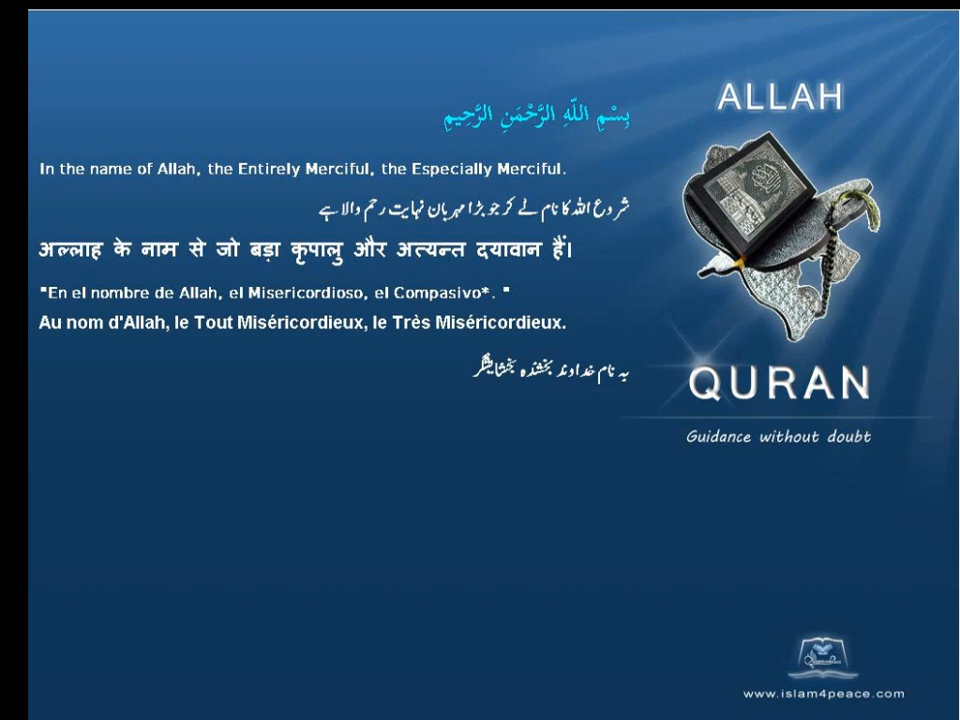 بِسْمِ اللّهِ الرَّحْمَنِ الرَّحِيمِ
In the name of Allah, the Entirely Merciful, the Especially Merciful.
شروع الله کا نام لے کر جو بڑا مہربان نہایت رحم والا ہے
अल्लाह के नाम से जो बड़ा कृपालु और अत्यन्त दयावान हैं।
"En el nombre de Allah, el Misericordioso, el Compasivo*. "
Au nom d'Allah, le Tout Miséricordieux, le Très Miséricordieux.
به نام خداوند بخشنده بخشایشگر
ALLAH
QURAN
Guidance without doubt
www.islam4peace.com